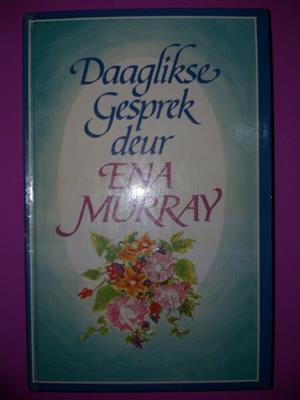 Daaglikse
Gesprek
deur
ENA
MURRAY